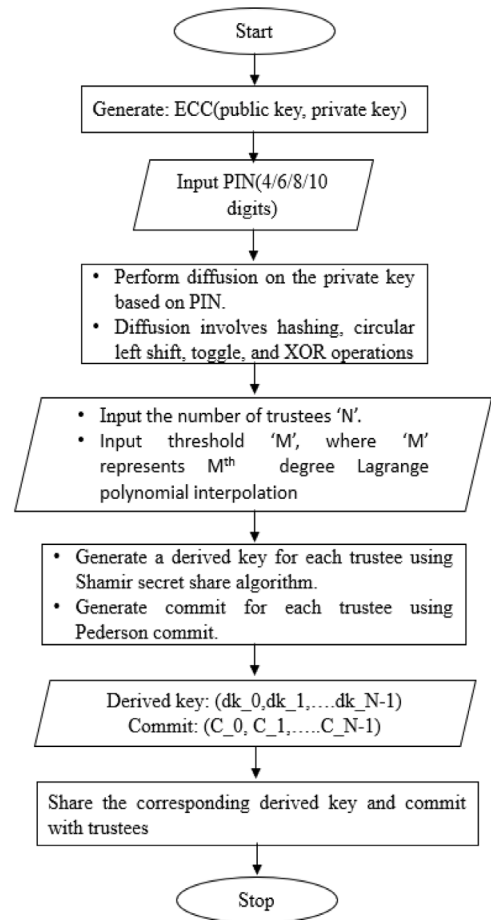 Start
Generate: ECC(public key, private key)
Input PIN(4/6/8/10
digits)
• Perform diffusion on the private key
based on PIN.
• Diffusion involves hashing, circular
left shift, toggle, and XOR operations
• Input the number of trustees ‘N’.
• Input threshold ‘M’, where ‘M’
represents Mth degree Lagrange
polynomial interpolation
• Generate a derived key for each trustee using
Shamir secret share algorithm.
• Generate commit for each trustee using
Pederson commit.
Derived key: (dk_0,dk_1,….dk_N-1)
Commit: (C_0, C_1,…..C_N-1)
Share the corresponding derived key and commit
with trustees
Stop